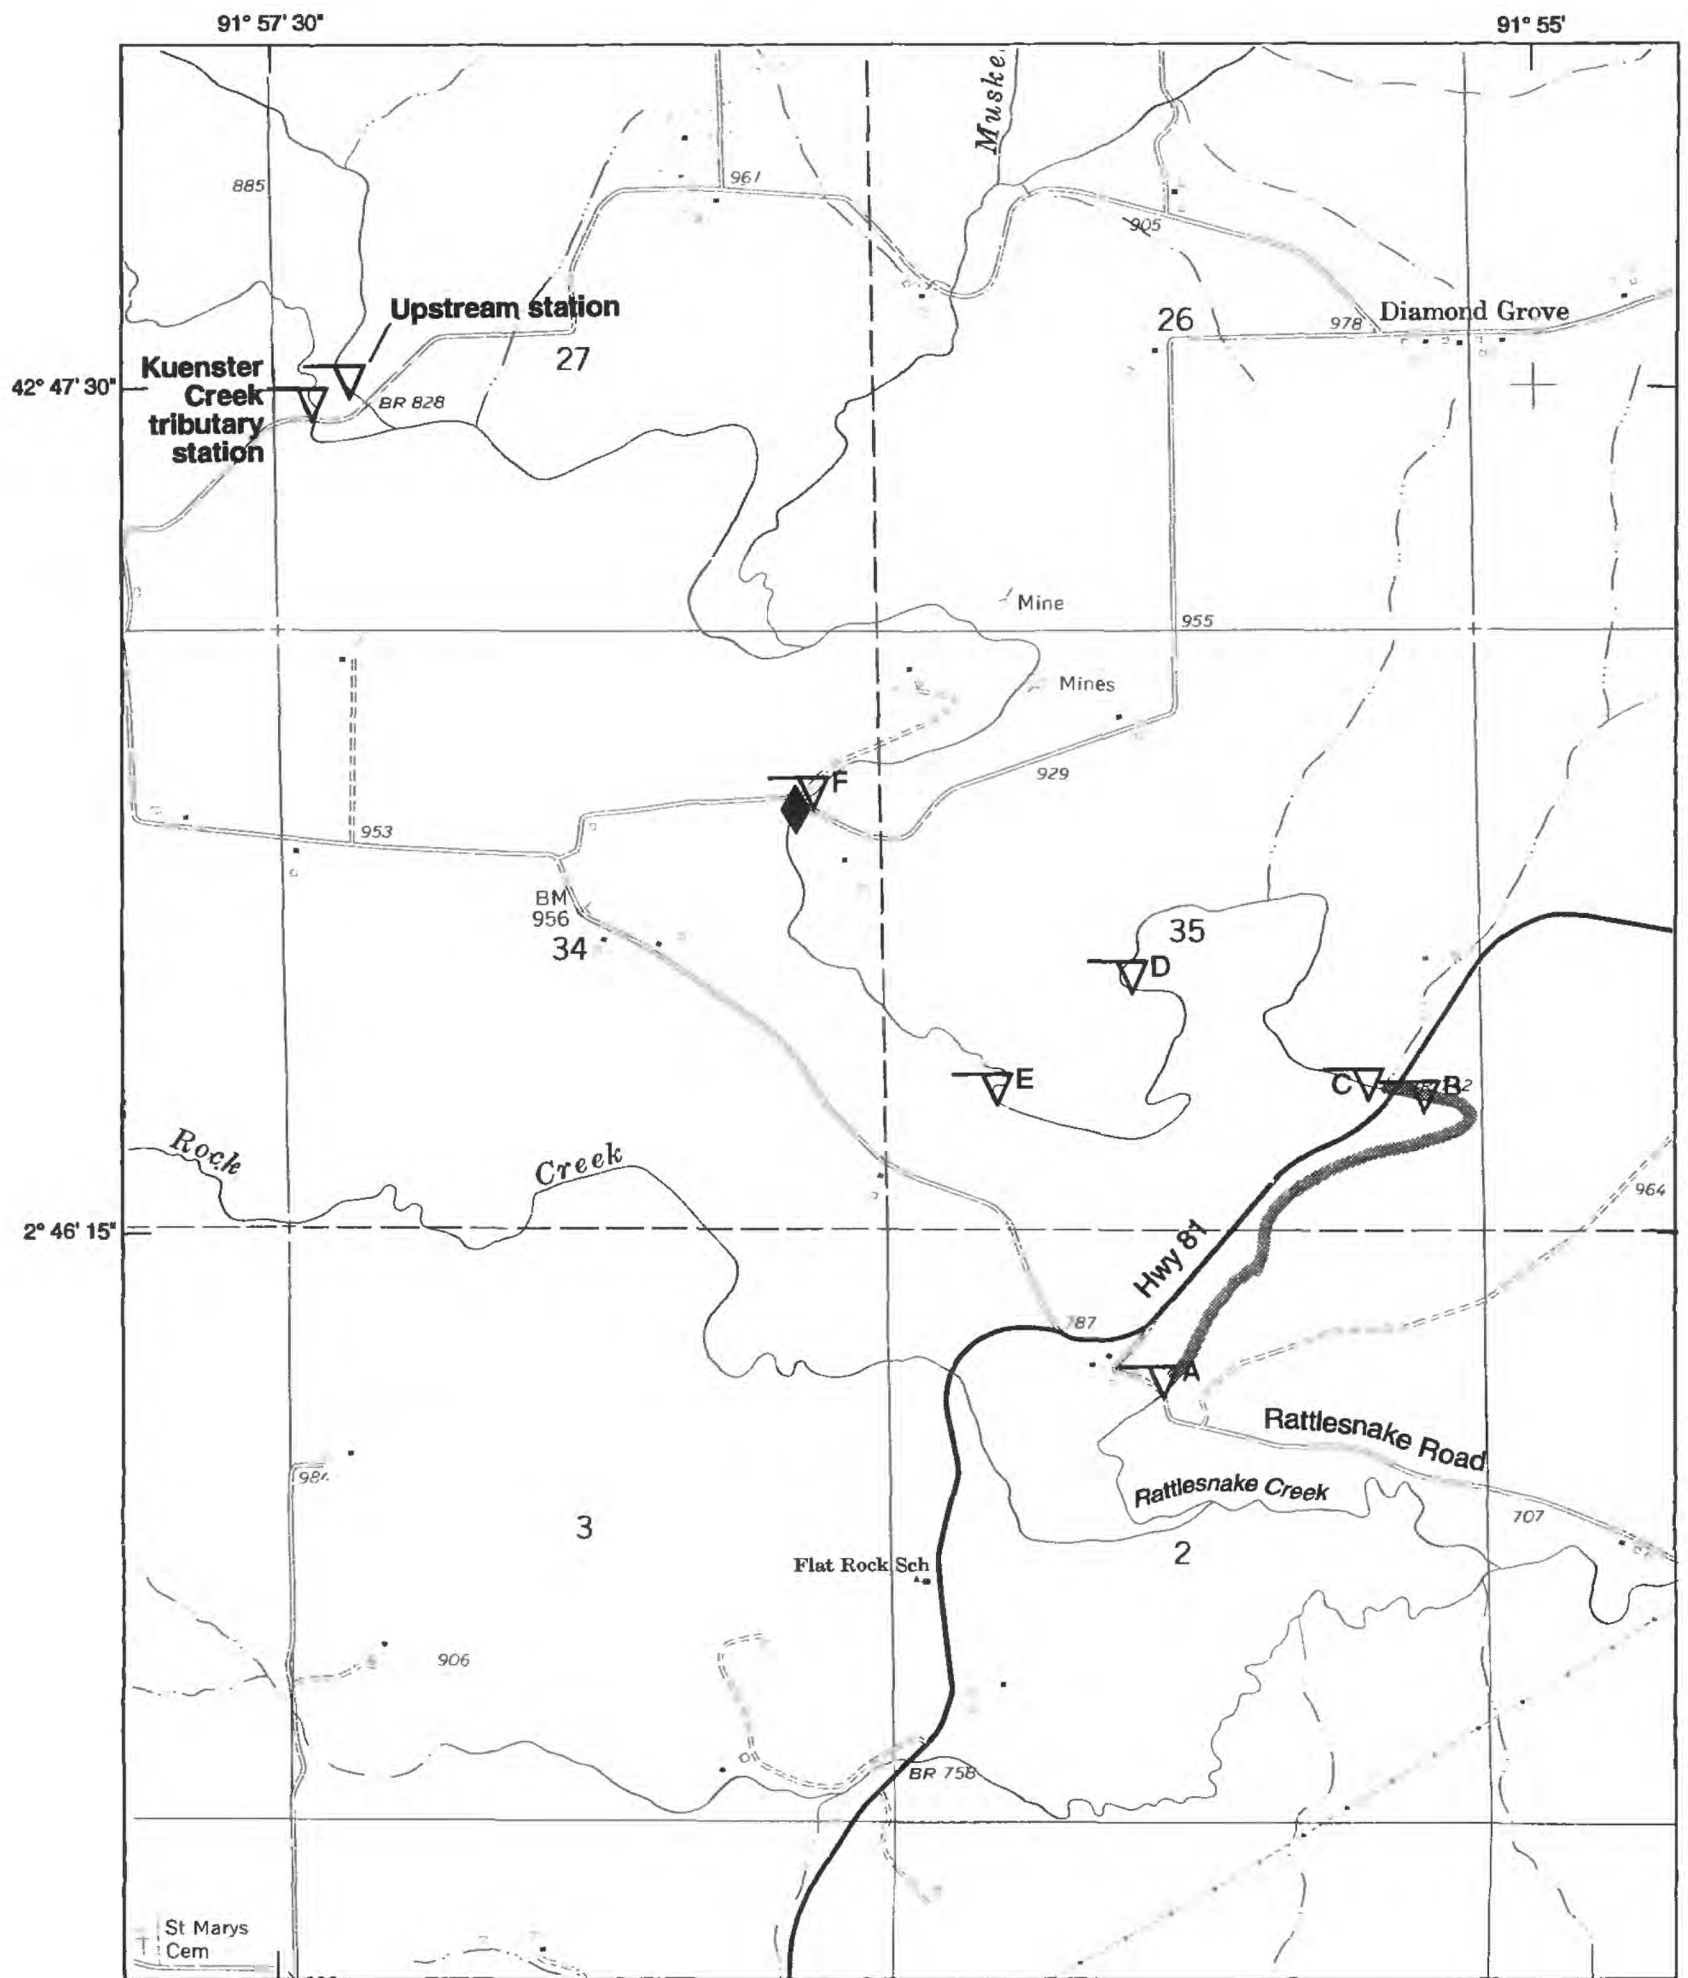 91° 57' 30"
91° 55'
Muske
961
885
905
Upstream station
Diamond Grove
26
978
27
Kuenster
Creek
tributary
station
42° 47' 30"
BR 828
Mine
955
Mines
929
F
953
BM
956
34
35
D
E
C
B
Rock
Creek
964
2° 46' 15"
Hwy 81
787
A
Rattlesnake Road
Rattlesnake Creek
98
707
3
2
Flat Rock Sch
906
BR 758
St Marys
Cem